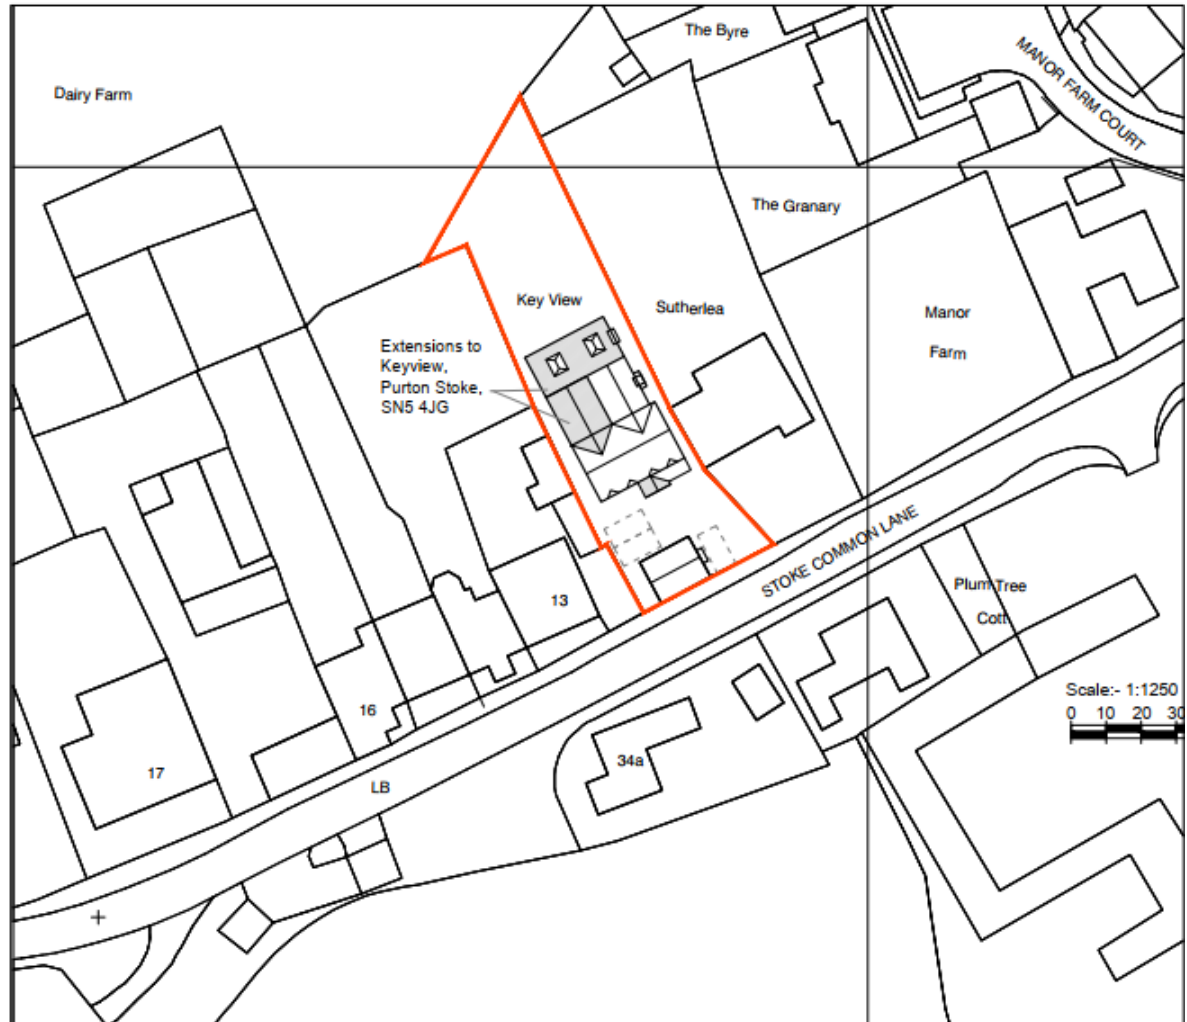 The Byre
MANOR FARM COURT
Dairy Farm
The Granary
Key View
Sutherlea
Manor
Farm
Extensions to
Keyview,
Purton Stoke,
SN5 4JG
STOKE COMMON LANE
Plum Tree
Cott
13
Scale:- 1:1250
0 10 20 30
16
34a
17
LB